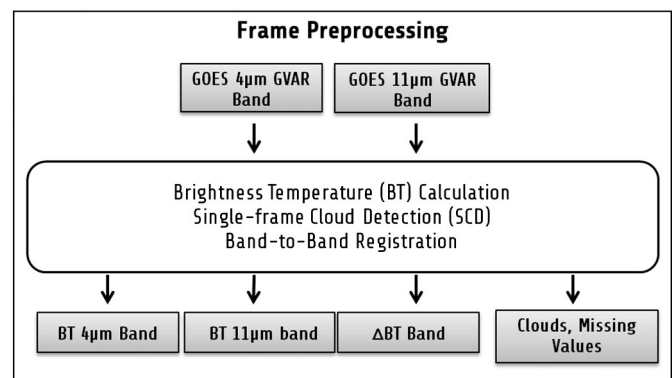 Frame Preprocessing
GOES 4µm GVAR
Band
GOES 11µm GVAR
Band
Brightness Temperature (BT) Calculation
Single-frame Cloud Detection (SCD)
Band-to-Band Registration
BT 4µm Band
BT 11µm band
ΔBT Band
Clouds, Missing
Values